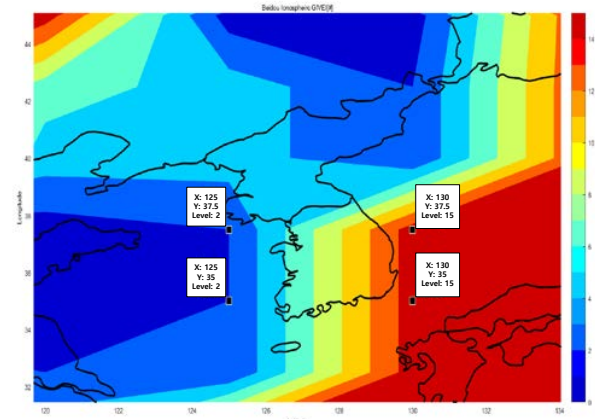 Beidou Ionospheric GIVEI[#]
44
42
40
38
36
34
32
Longitude
X: 125
Y: 37.5
Level: 2
X: 130
Y: 37.5
Level: 15
X: 125
Y: 35
Level: 2
X: 130
Y: 35
Level: 15
120
122
124
126
128
130
132
134
14
12
10
8
6
4
2
0